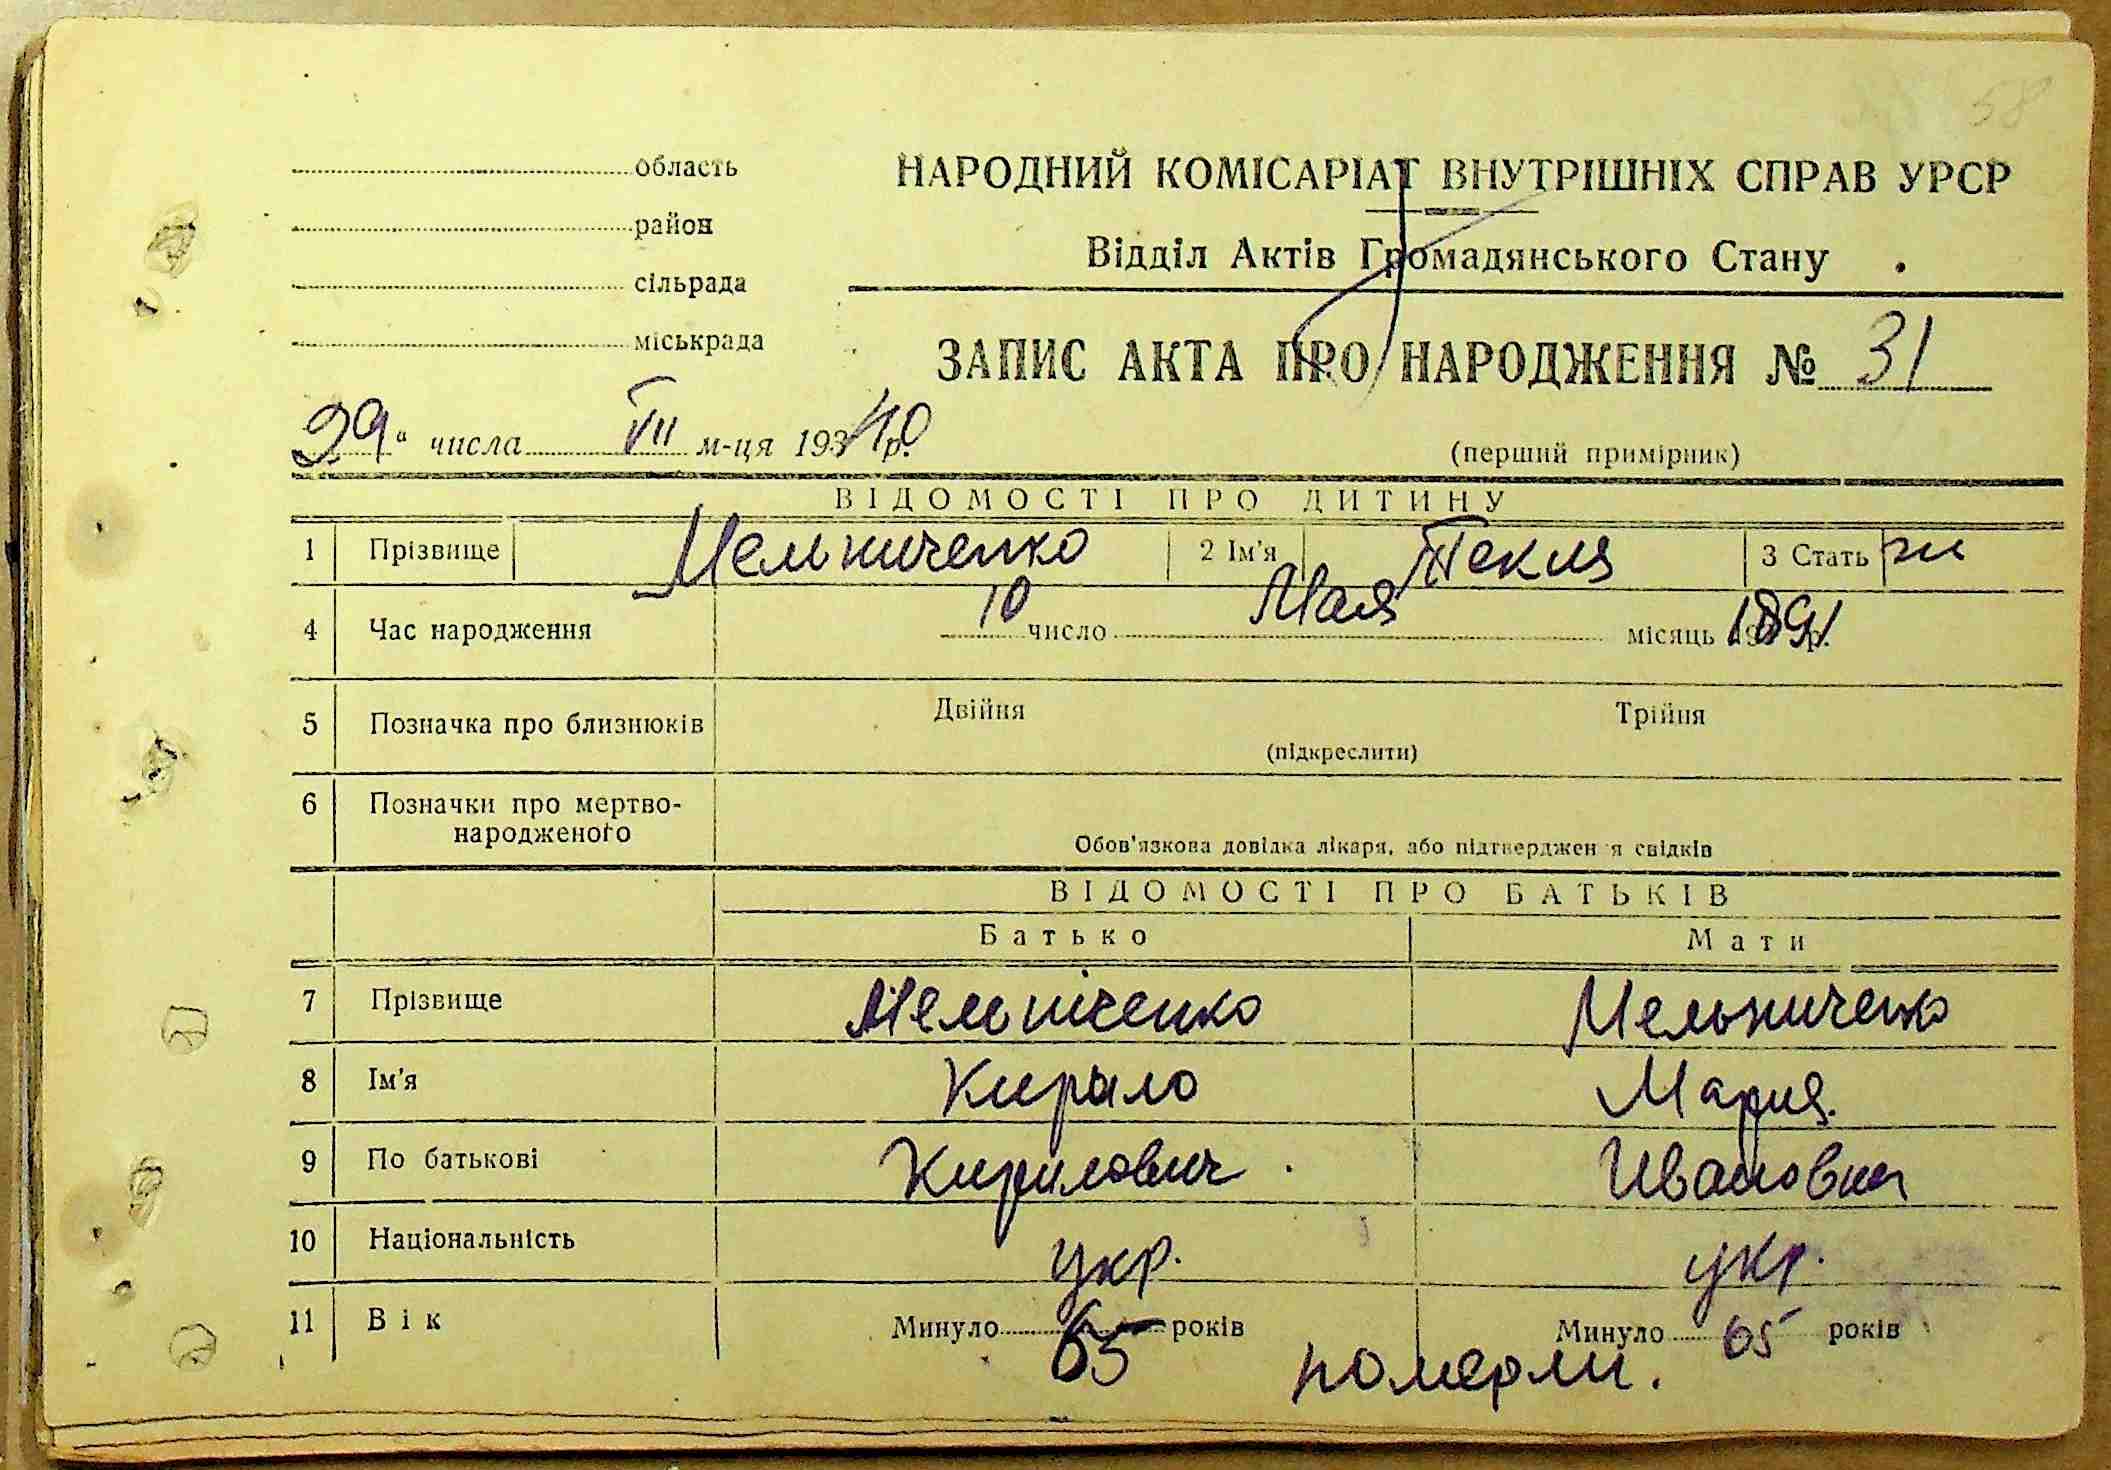 58
область
район
сільрада
міськрада
НАРОДНИЙ КОМІСАРІАТ ВНУТРІШНІХ СПРАВ УРСР
Відділ Актів Громадянського Стану
ЗАПИС АКТА ПРО НАРОДЖЕННЯ № 31
29 " числа VII м-ця 1940 р.
(перший примірник)
ВІДОМОСТІ ПРО ДИТИНУ
1 Прізвище Мельниченко 2 Ім'я Текля 3 Стать жи
4 Час народження 10 число Мая місяць 1891 р.
5 Позначка про близнюків Двійня Трійня
(підкреслити)
6 Позначки про мертво-
народженого
Обов'язкова довідка лікаря, або підтвердження свідків
ВІДОМОСТІ ПРО БАТЬКІВ
Батько Мати
7 Прізвище Мельніченко Мельниченко
8 Ім'я Кирило Мария.
9 По батькові Кирилович Ивановна
10 Національність укр. укр.
11 Вік Минуло 65 років Минуло 65 років
померли.